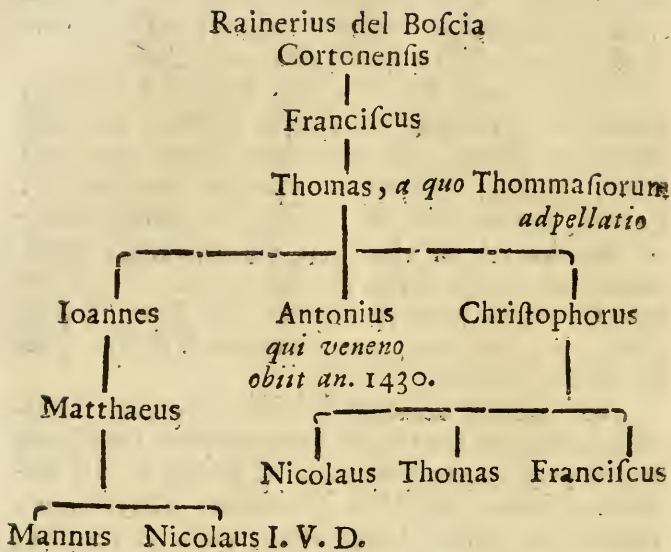 Rainerius del Boſcia
Cortonenſis
Franciſcus
Thomas, a quo Thommaſiorum
adpellatio
Ioannes Antonius Chriſtophorus
qui veneno
obiit an. 1430.
Matthaeus
Nicolaus Thomas Franciſcus
Mannus Nicolaus I. V. D.